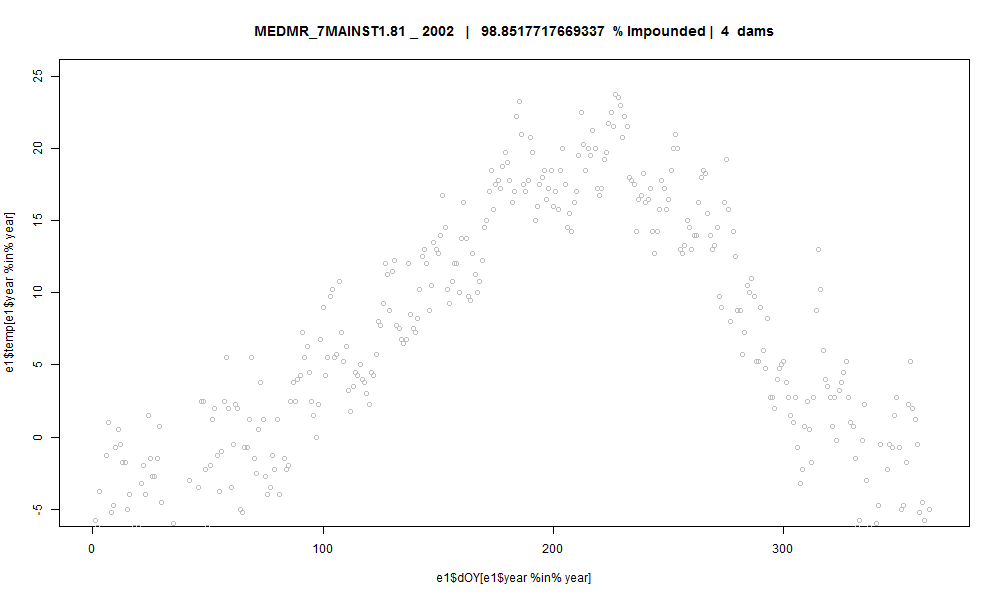 MEDMR_7MAINST1.81 _ 2002 | 98.8517717669337 % Impounded | 4 dams
25
20
15
10
5
0
-5
e1$temp[e1$year %in% year]
0 100 200 300
e1$dOY[e1$year %in% year]